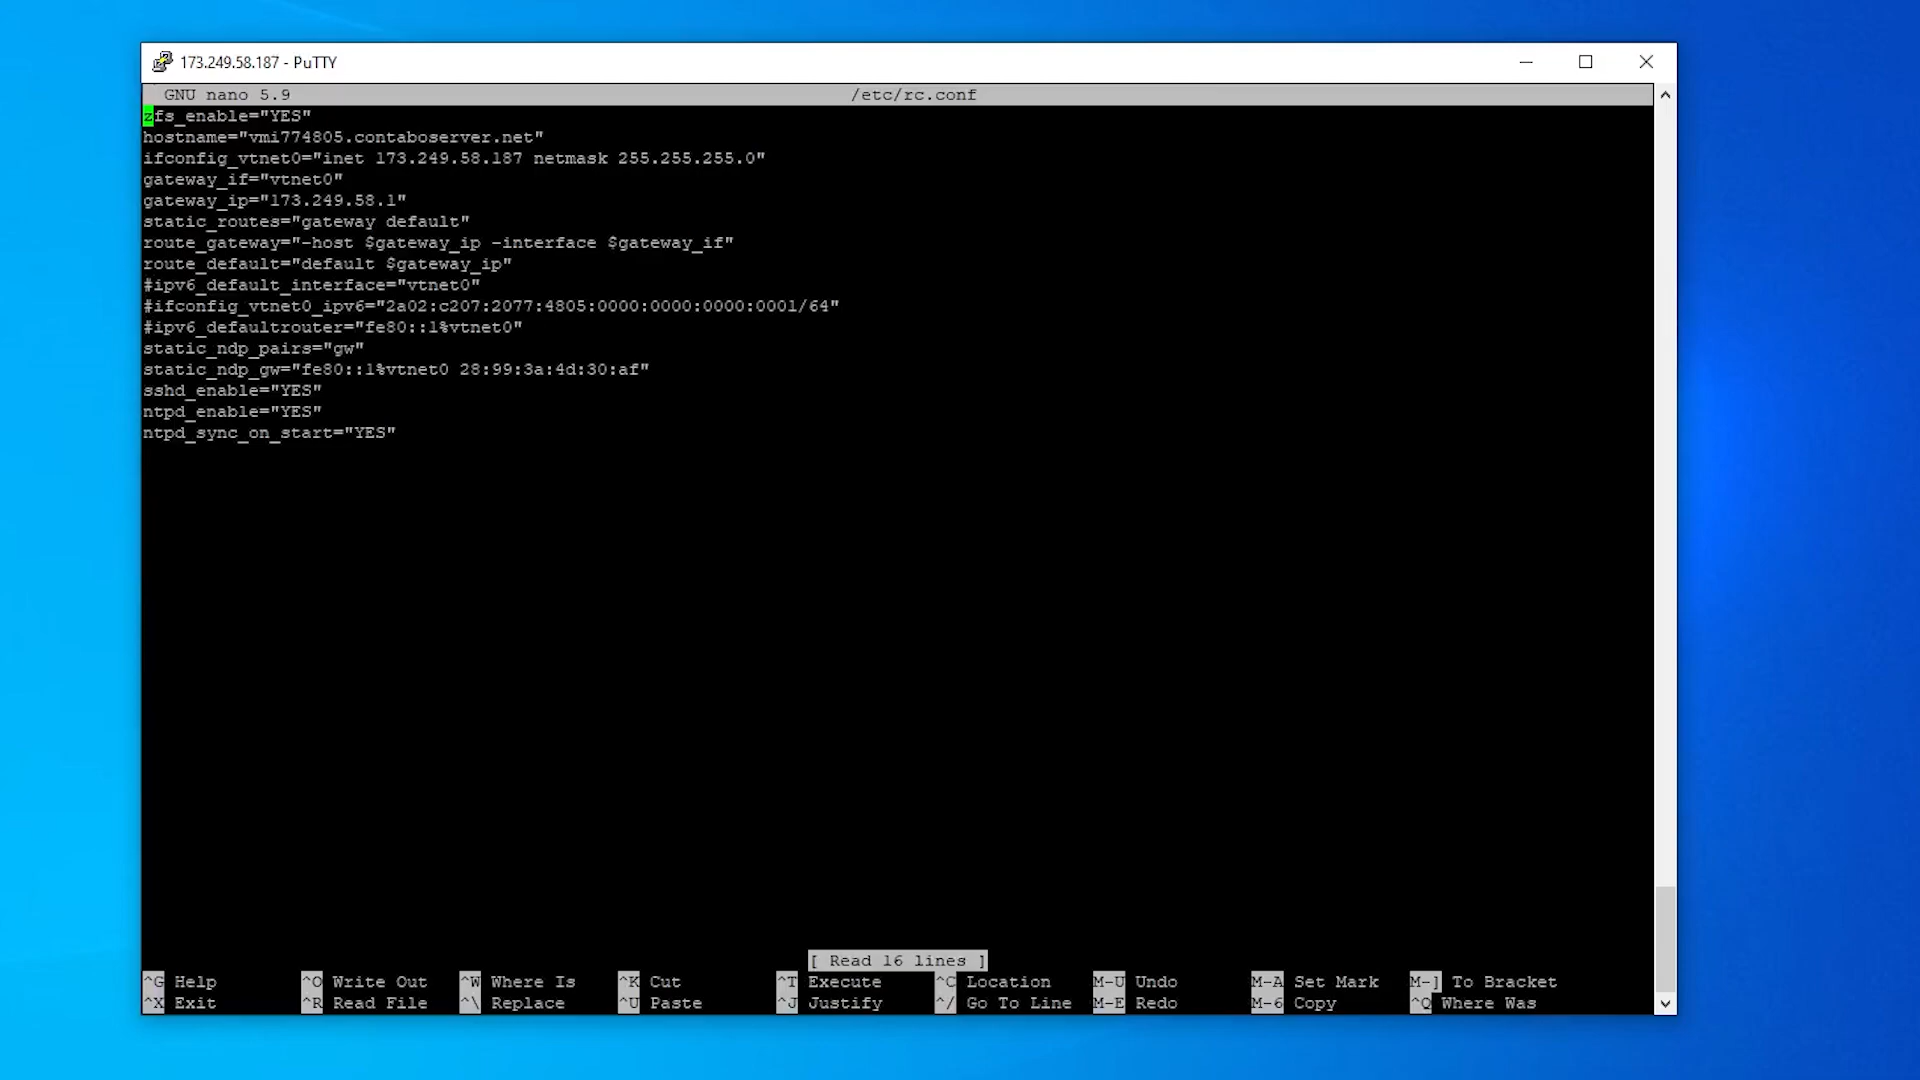 173.249.58.187 - PuTTY
GNU nano 5.9 /etc/rc.conf
zfs_enable="YES"
hostname="vmi774805.contaboserver.net"
ifconfig_vtnet0="inet 173.249.58.187 netmask 255.255.255.0"
gateway_if="vtnet0"
gateway_ip="173.249.58.1"
static_routes="gateway default"
route_gateway="-host $gateway_ip -interface $gateway_if"
route_default="default $gateway_ip"
#ipv6_default_interface="vtnet0"
#ifconfig_vtnet0_ipv6="2a02:c207:2077:4805:0000:0000:0000:0001/64"
#ipv6_defaultrouter="fe80::1%vtnet0"
static_ndp_pairs="gw"
static_ndp_gw="fe80::1%vtnet0 28:99:3a:4d:30:af"
sshd_enable="YES"
ntpd_enable="YES"
ntpd_sync_on_start="YES"
[ Read 16 lines ]
^G Help ^O Write Out ^W Where Is ^K Cut ^T Execute ^C Location M-U Undo M-A Set Mark M-] To Bracket
^X Exit ^R Read File ^\ Replace ^U Paste ^J Justify ^/ Go To Line M-E Redo M-6 Copy ^Q Where Was